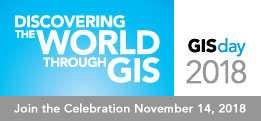 DISCOVERING
THE WORLD
THROUGH GIS
GISday
2018
Join the Celebration November 14, 2018